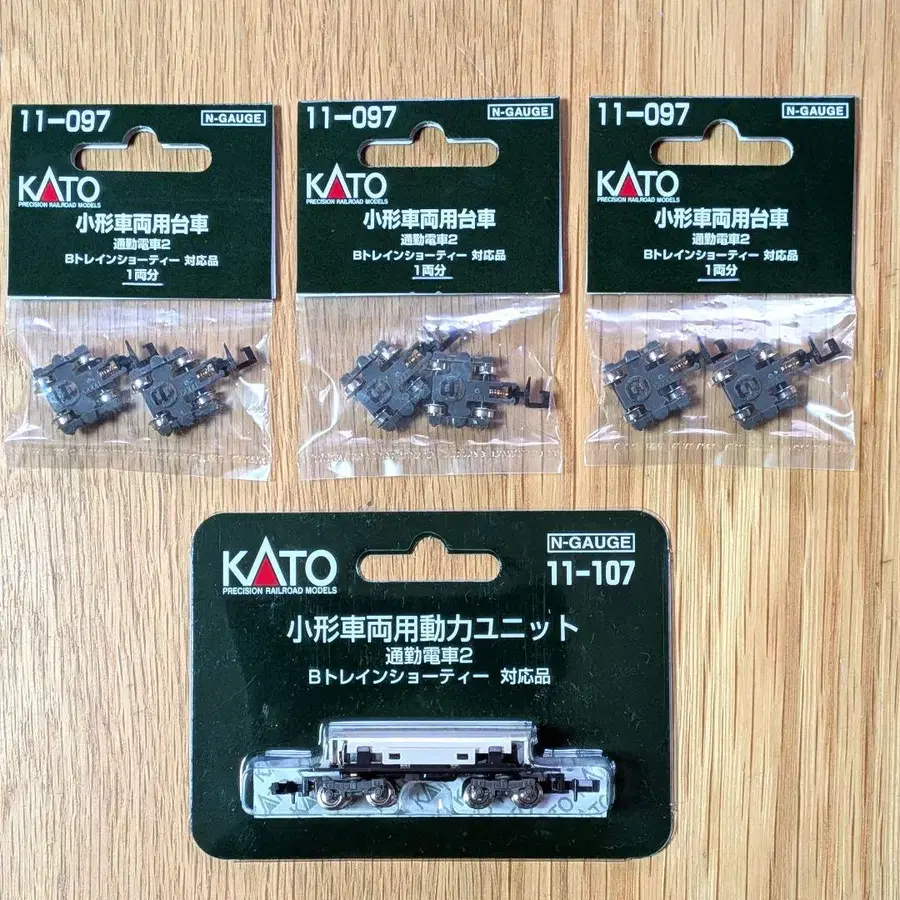 11-097
N-GAUGE
KATO
PRECISION RAILROAD MODELS
小形車両用台車
通勤電車2
Bトレインショーティー 対応品
1両分
11-097
N-GAUGE
KATO
PRECISION RAILROAD MODELS
小形車両用台車
通勤電車2
Bトレインショーティー 対応品
1両分
11-097
N-GAUGE
KATO
PRECISION RAILROAD MODELS
小形車両用台車
通勤電車2
Bトレインショーティー 対応品
1両分
KATO
PRECISION RAILROAD MODELS
N-GAUGE
11-107
小形車両用動力ユニット
通勤電車2
Bトレインショーティー 対応品